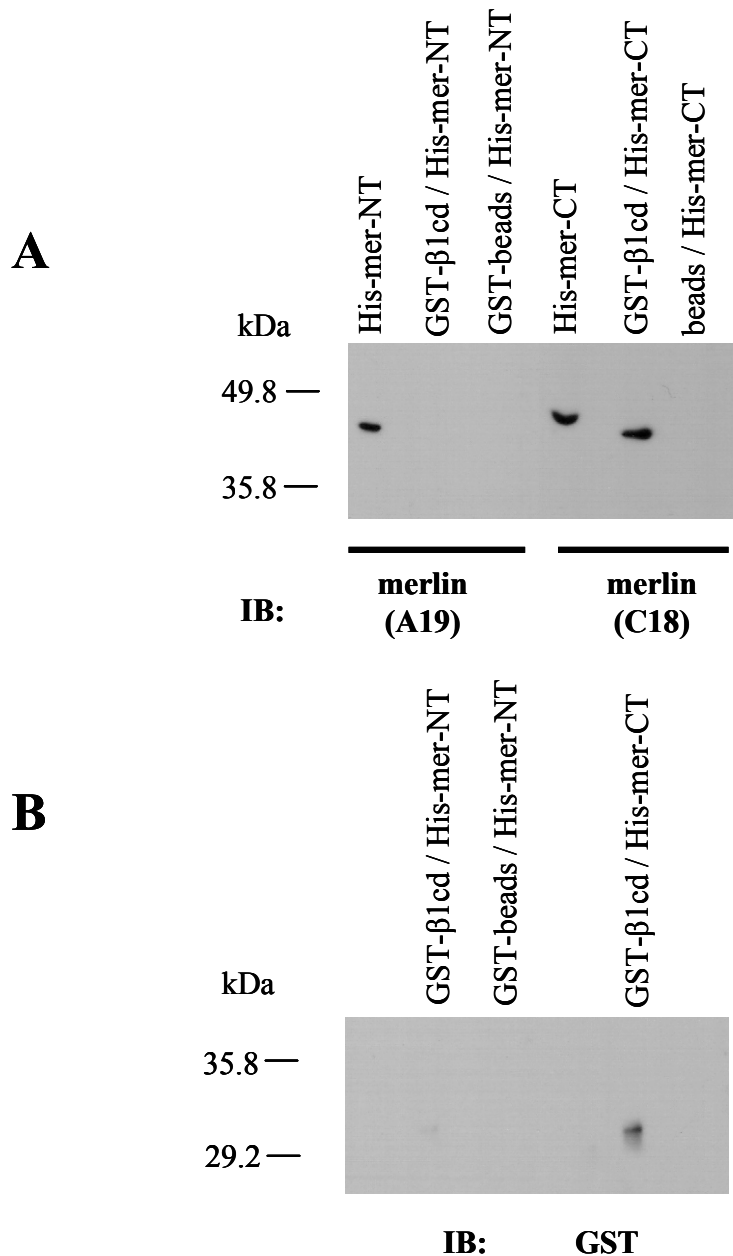 A
kDa
His-mer-NT
GST-β1cd / His-mer-NT
GST-beads / His-mer-NT
His-mer-CT
GST-β1cd / His-mer-CT
beads / His-mer-CT
49.8
35.8
IB:
merlin
(A19)
merlin
(C18)
B
kDa
GST-β1cd / His-mer-NT
GST-beads / His-mer-NT
GST-β1cd / His-mer-CT
35.8
29.2
IB: GST